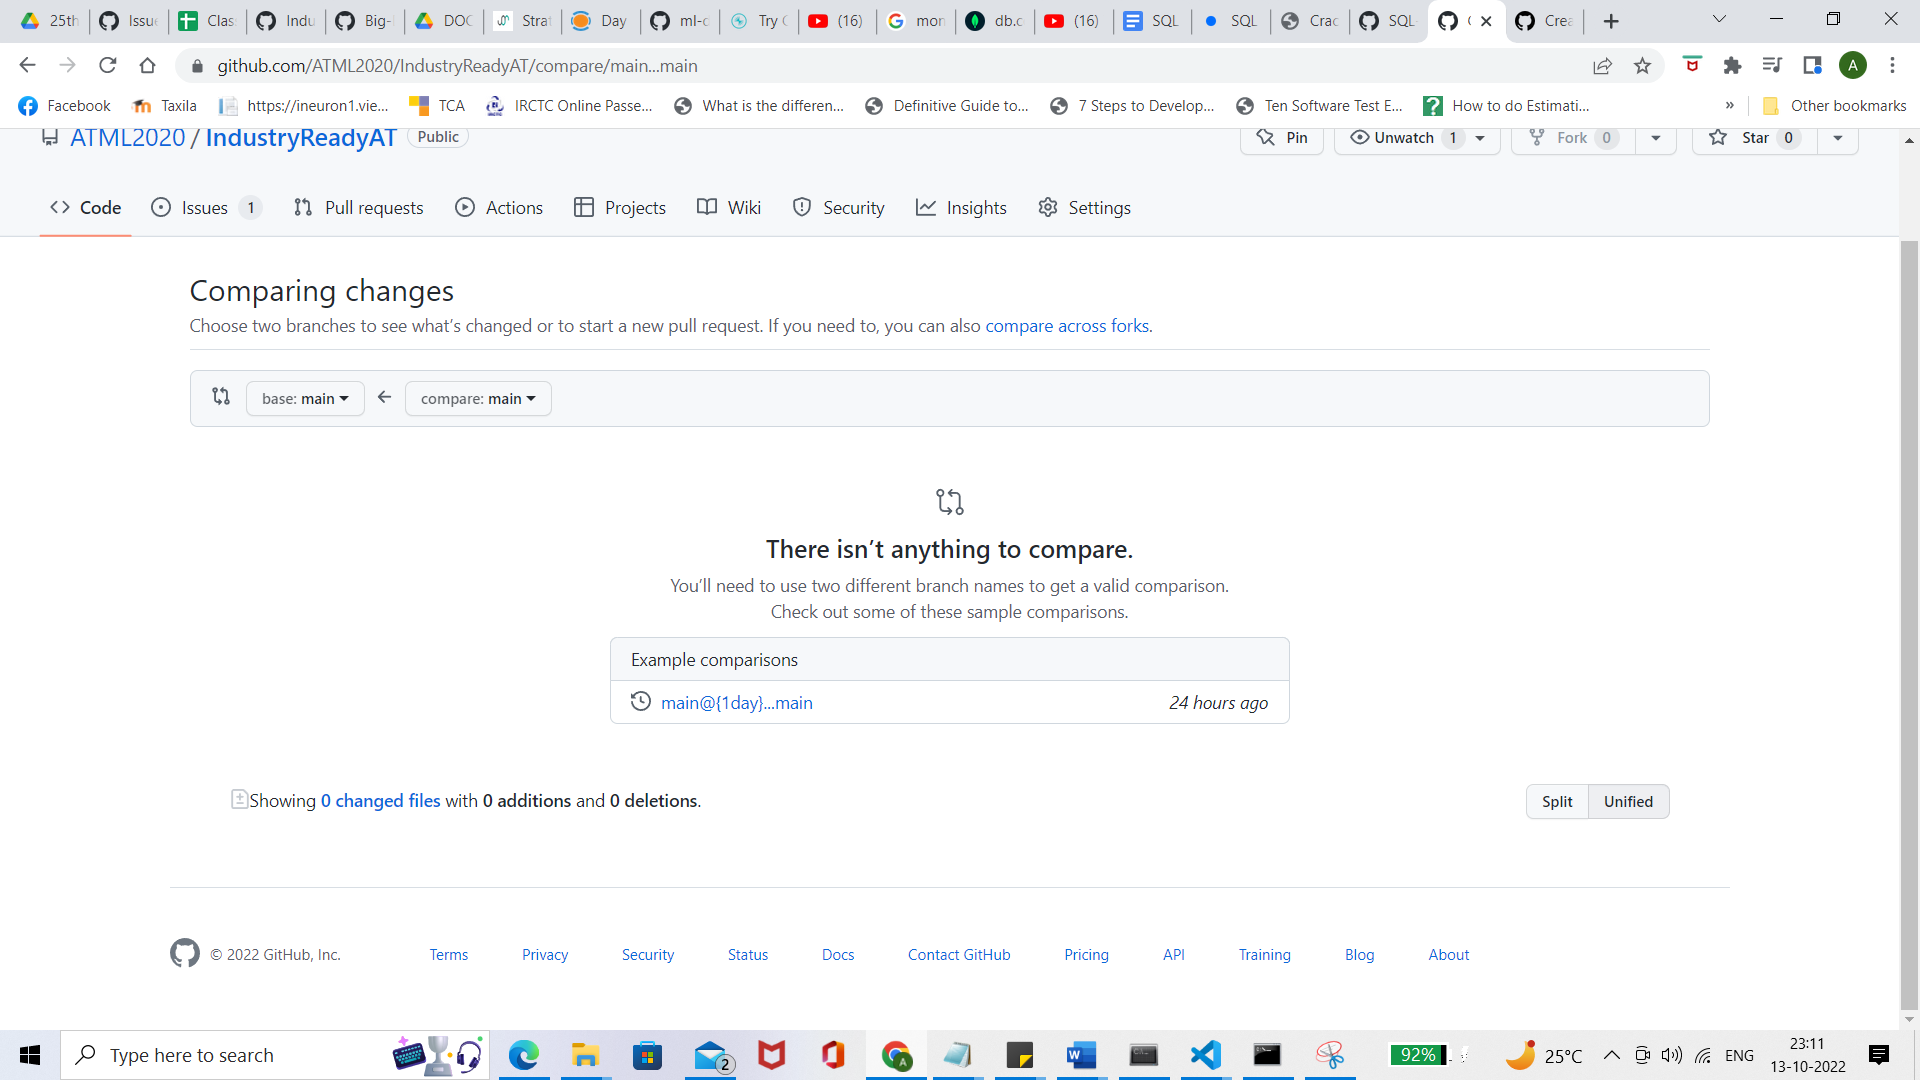 25th
Issue
Clas
Indu
Big-
DOC
Strat
Day
ml-c
Try C
(16)
mon
db.c
(16)
SQL
SQL
Crac
SQL
Crea
github.com/ATML2020/IndustryReadyAT/compare/main...main
A
Facebook
Taxila
https://ineuron1.vie...
TCA
IRCTC Online Passe...
What is the differen...
Definitive Guide to...
7 Steps to Develop...
Ten Software Test E...
How to do Estimati...
»
Other bookmarks
ATML2020 / IndustryReadyAT Public
Pin
Unwatch 1
Fork 0
Star 0
Code
Issues 1
Pull requests
Actions
Projects
Wiki
Security
Insights
Settings
Comparing changes
Choose two branches to see what’s changed or to start a new pull request. If you need to, you can also compare across forks.
base: main
compare: main
There isn’t anything to compare.
You’ll need to use two different branch names to get a valid comparison.
Check out some of these sample comparisons.
Example comparisons
main@{1day}...main 24 hours ago
Showing 0 changed files with 0 additions and 0 deletions.
Split Unified
© 2022 GitHub, Inc.
Terms
Privacy
Security
Status
Docs
Contact GitHub
Pricing
API
Training
Blog
About
Type here to search
2
A
92%
25°C
ENG
23:11
13-10-2022